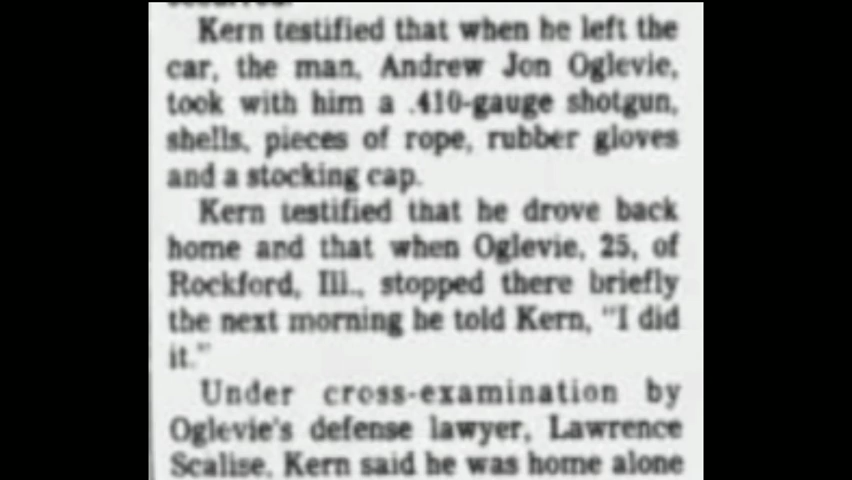 Kern testified that when he left the
car, the man, Andrew Jon Oglevie,
took with him a .410-gauge shotgun,
shells, pieces of rope, rubber gloves
and a stocking cap.
Kern testified that he drove back
home and that when Oglevie, 25, of
Rockford, Ill., stopped there briefly
the next morning he told Kern, "I did
it."
Under cross-examination by
Oglevie's defense lawyer, Lawrence
Scalise, Kern said he was home alone